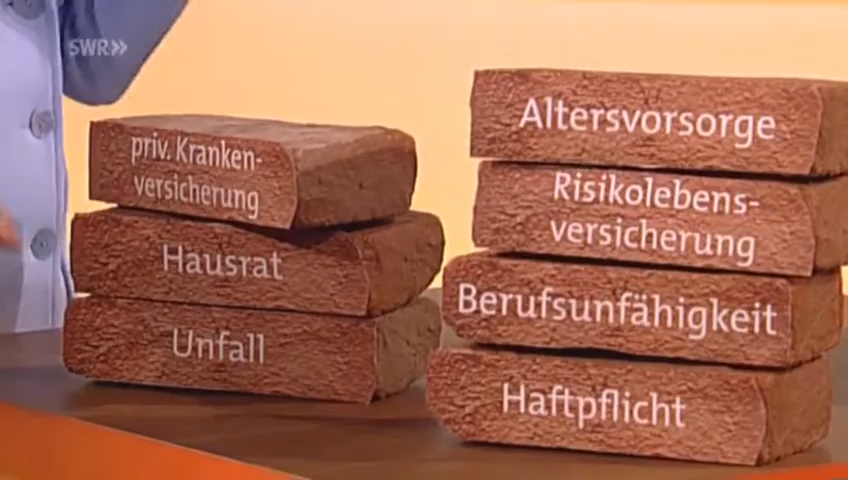 SWR»
priv. Kranken-
versicherung
Hausrat
Unfall
Altersvorsorge
Risikolebens-
versicherung
Berufsunfähigkeit
Haftpflicht